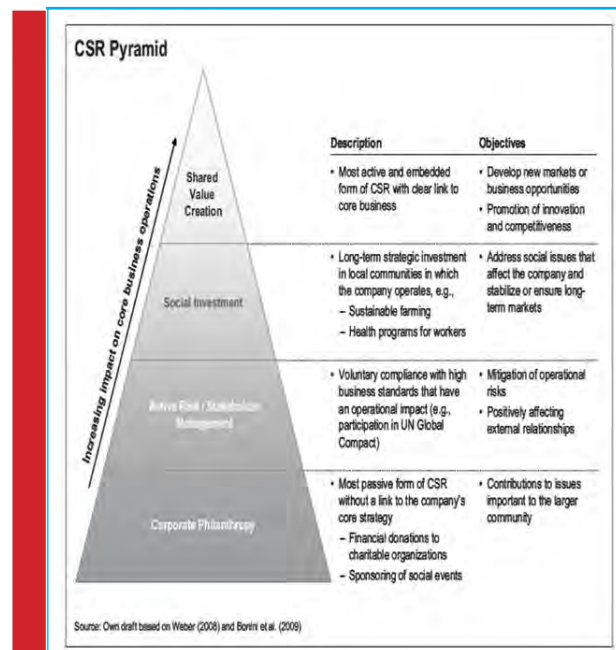 CSR Pyramid
Increasing impact on core business operations
Description
Objectives
Shared
Value
Creation
• Most active and embedded
form of CSR with clear link to
core business
• Develop new markets or
business opportunities
• Promotion of innovation
and competitiveness
Social Investment
• Long-term strategic investment
in local communities in which
the company operates, e.g.,
– Sustainable farming
– Health programs for workers
• Address social issues that
affect the company and
stabilize or ensure long-
term markets
Active Risk / Stakeholder
Management
• Voluntary compliance with high
business standards that have
an operational impact (e.g.,
participation in UN Global
Compact)
• Mitigation of operational
risks
• Positively affecting
external relationships
Corporate Philanthropy
• Most passive form of CSR
without a link to the company's
core strategy
– Financial donations to
charitable organizations
– Sponsoring of social events
• Contributions to issues
important to the larger
community
Source: Own draft based on Weber (2008) and Bonini et al. (2009)